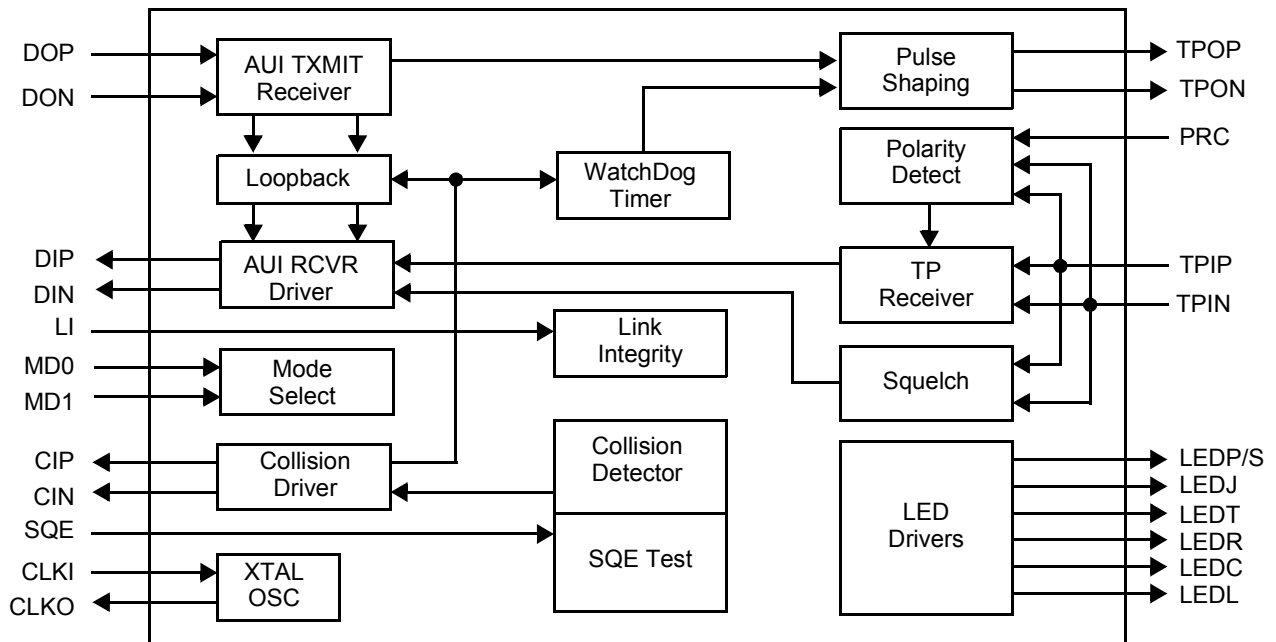 DOP
DON
DIP
DIN
LI
MD0
MD1
CIP
CIN
SQE
CLKI
CLKO
AUI TXMIT
Receiver
Loopback
AUI RCVR
Driver
Mode
Select
Collision
Driver
XTAL
OSC
WatchDog
Timer
Link
Integrity
Collision
Detector
SQE Test
Pulse
Shaping
Polarity
Detect
TP
Receiver
Squelch
LED
Drivers
TPOP
TPON
PRC
TPIP
TPIN
LEDP/S
LEDJ
LEDT
LEDR
LEDC
LEDL